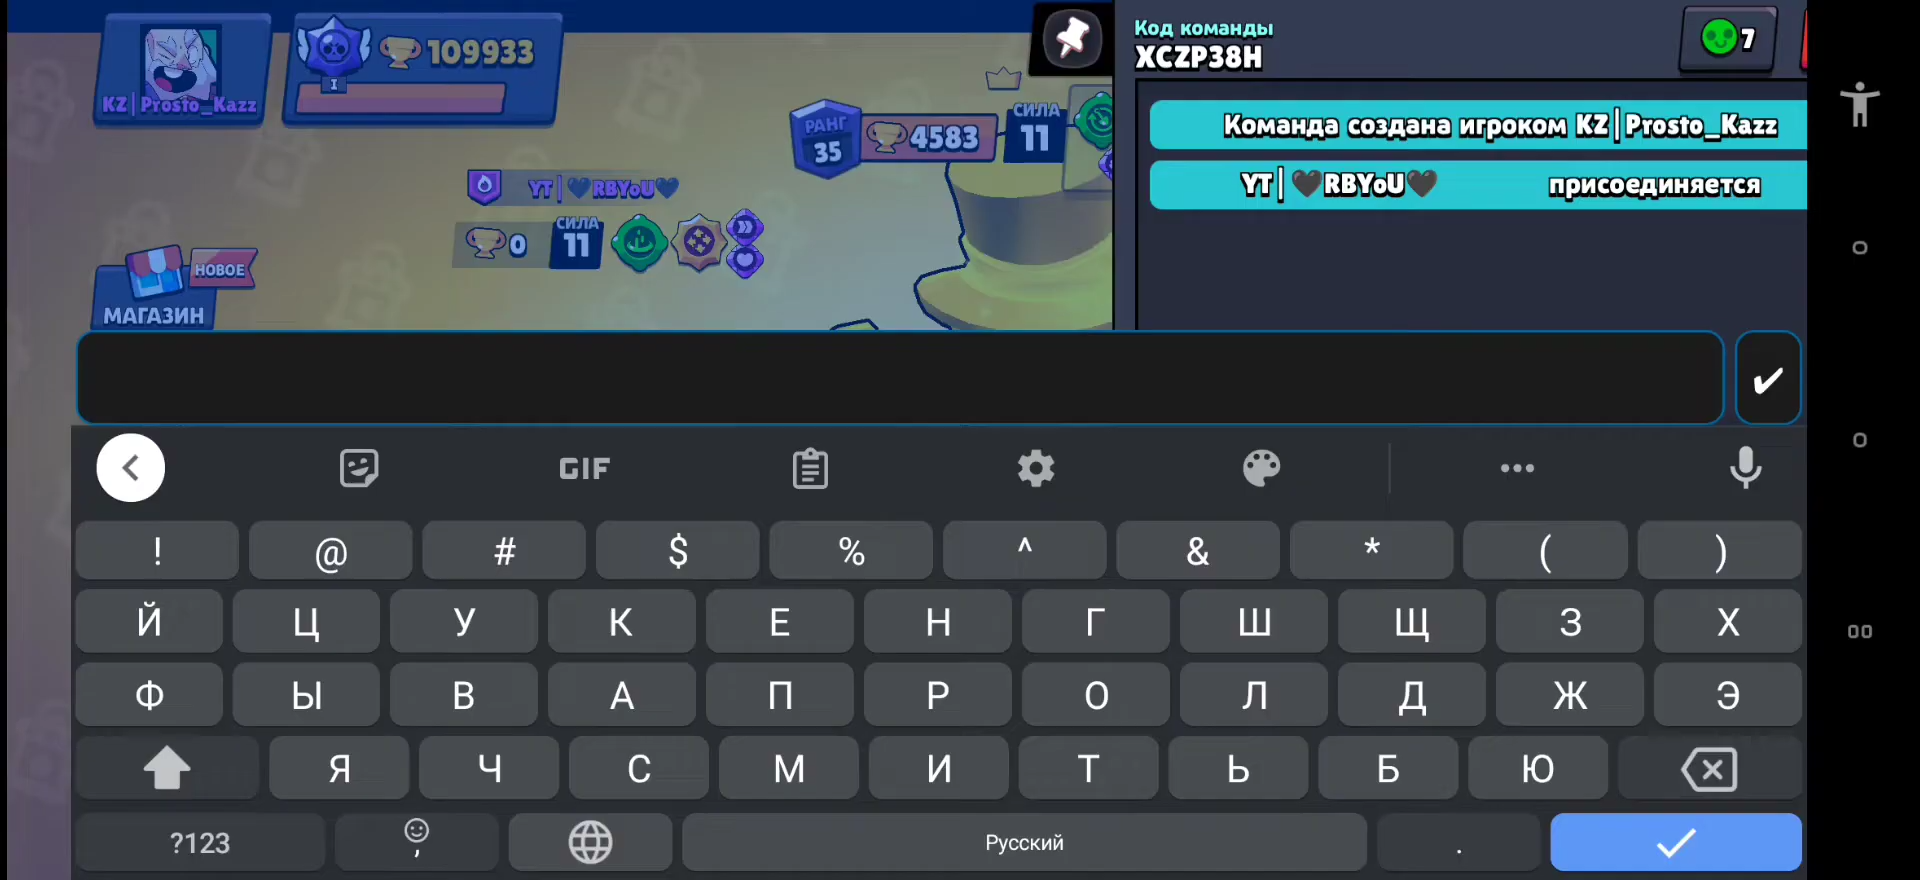 KZ|Prosto_Kazz
109933
I
РАНГ
35
4583
СИЛА
11
YT|🖤RBYoU🖤
0
СИЛА
11
НОВОЕ
МАГАЗИН
Код команды
XCZP38H
7
Команда создана игроком KZ|Prosto_Kazz
YT|🖤RBYoU🖤 присоединяется
GIF
! @ # $ % ^ & * ( )
Й Ц У К Е Н Г Ш Щ З Х
Ф Ы В А П Р О Л Д Ж Э
Я Ч С М И Т Ь Б Ю
?123 , Русский .